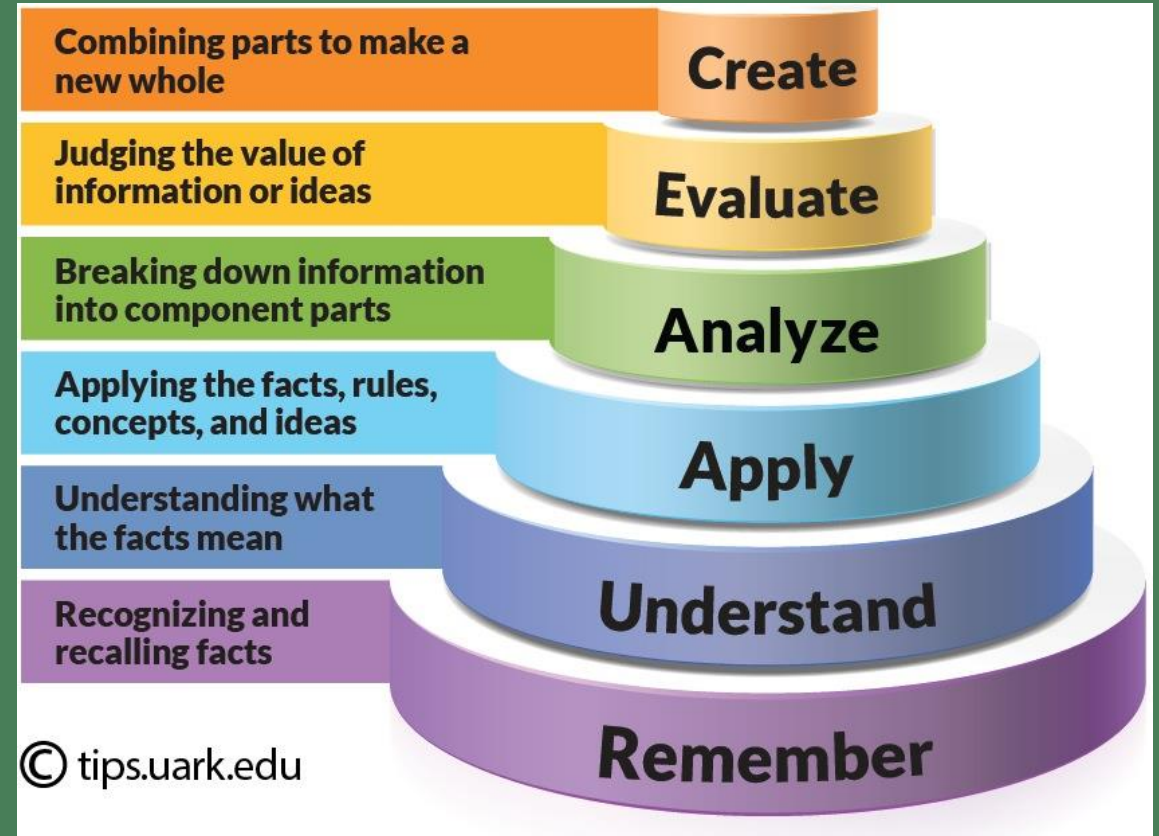 Combining parts to make a
new whole
Create
Judging the value of
information or ideas
Evaluate
Breaking down information
into component parts
Analyze
Applying the facts, rules,
concepts, and ideas
Apply
Understanding what
the facts mean
Understand
Recognizing and
recalling facts
Remember
© tips.uark.edu